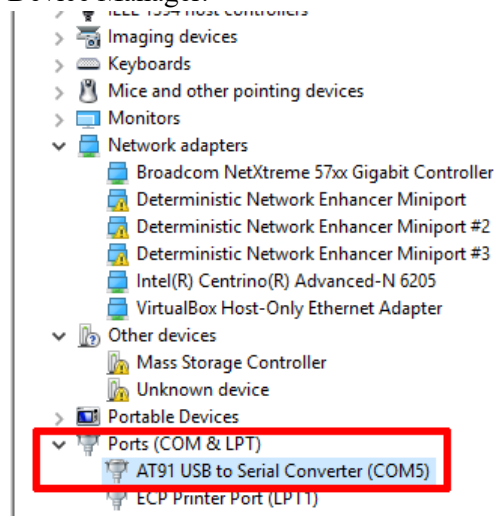 Device Manager.
IEEE 1394 host controllers
Imaging devices
Keyboards
Mice and other pointing devices
Monitors
Network adapters
Broadcom NetXtreme 57xx Gigabit Controller
Deterministic Network Enhancer Miniport
Deterministic Network Enhancer Miniport #2
Deterministic Network Enhancer Miniport #3
Intel(R) Centrino(R) Advanced-N 6205
VirtualBox Host-Only Ethernet Adapter
Other devices
Mass Storage Controller
Unknown device
Portable Devices
Ports (COM & LPT)
AT91 USB to Serial Converter (COM5)
ECP Printer Port (LPT1)